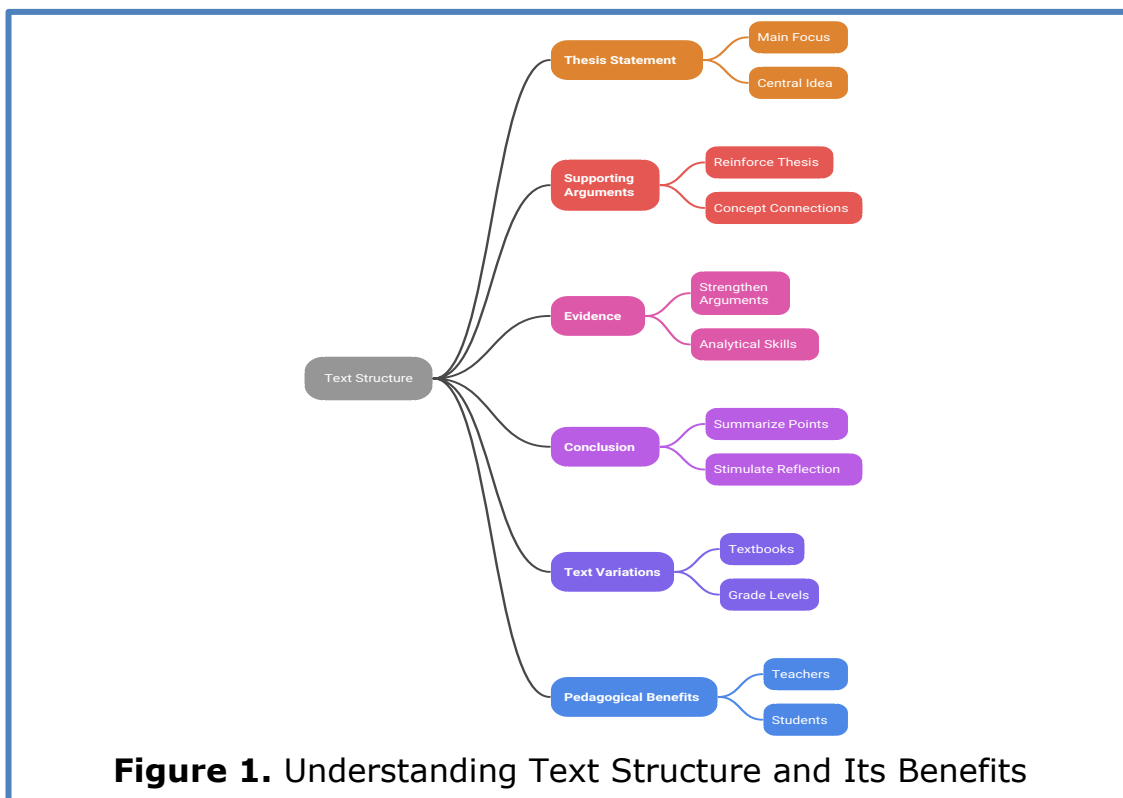 Text Structure
Thesis Statement
Main Focus
Central Idea
Supporting
Arguments
Reinforce Thesis
Concept Connections
Evidence
Strengthen
Arguments
Analytical Skills
Conclusion
Summarize Points
Stimulate Reflection
Text Variations
Textbooks
Grade Levels
Pedagogical Benefits
Teachers
Students
Figure 1. Understanding Text Structure and Its Benefits